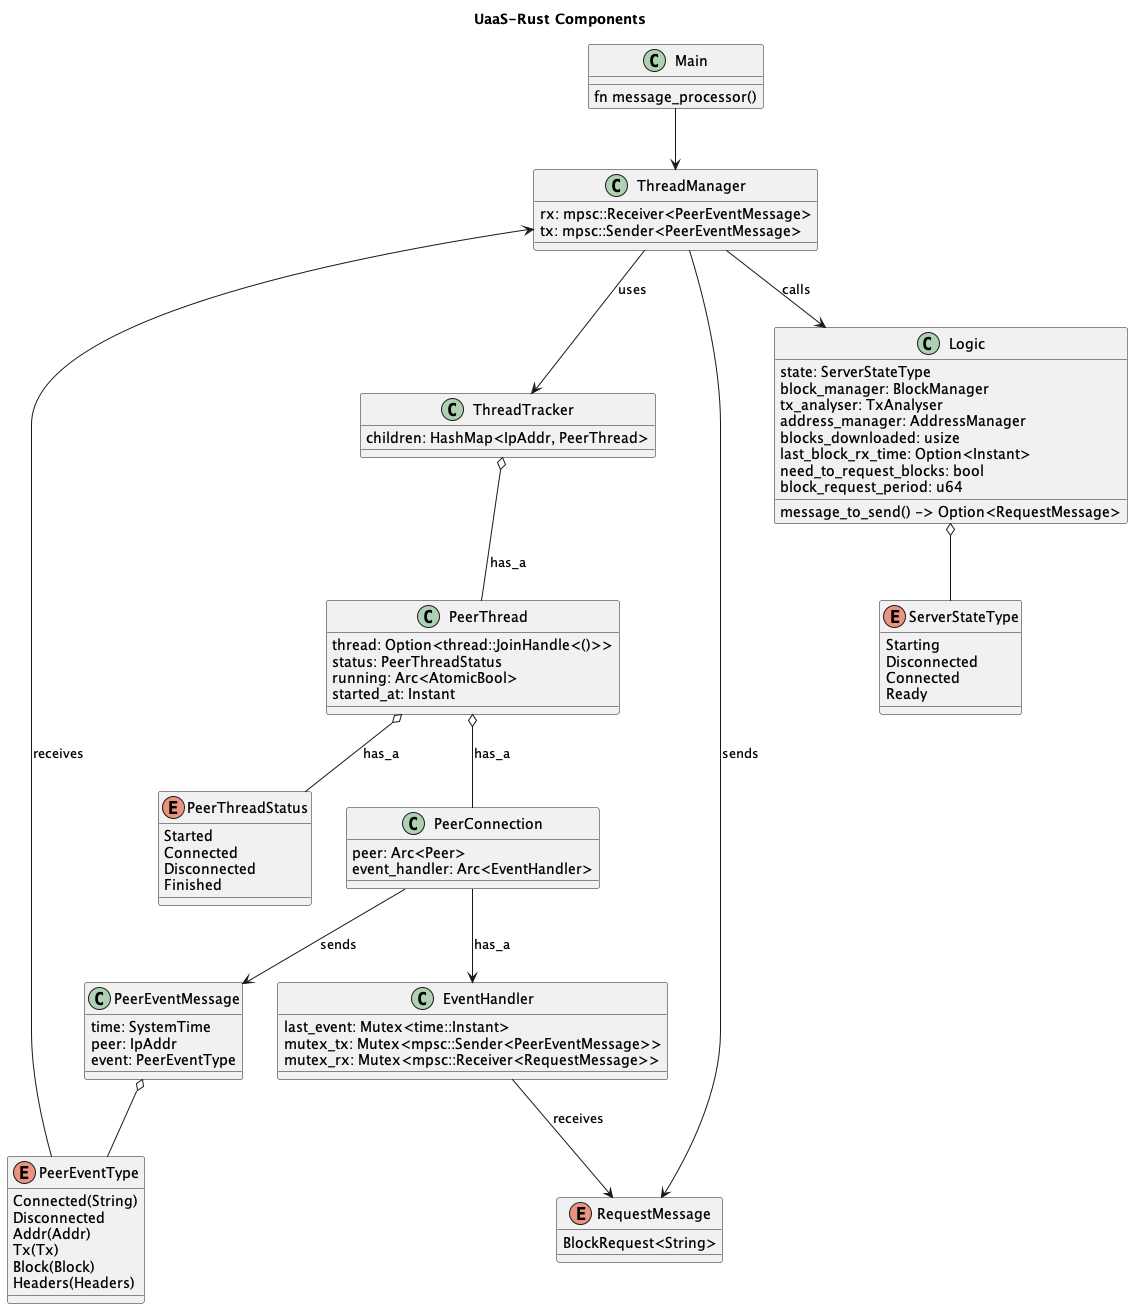 UaaS-Rust Components
C Main
fn message_processor()
C ThreadManager
rx: mpsc::Receiver<PeerEventMessage>
tx: mpsc::Sender<PeerEventMessage>
uses
calls
C Logic
state: ServerStateType
block_manager: BlockManager
tx_analyser: TxAnalyser
address_manager: AddressManager
blocks_downloaded: usize
last_block_rx_time: Option<Instant>
need_to_request_blocks: bool
block_request_period: u64
message_to_send() -> Option<RequestMessage>
C ThreadTracker
children: HashMap<IpAddr, PeerThread>
has_a
C PeerThread
thread: Option<thread::JoinHandle<()>>
status: PeerThreadStatus
running: Arc<AtomicBool>
started_at: Instant
E ServerStateType
Starting
Disconnected
Connected
Ready
receives
has_a
has_a
sends
E PeerThreadStatus
Started
Connected
Disconnected
Finished
C PeerConnection
peer: Arc<Peer>
event_handler: Arc<EventHandler>
sends
has_a
C PeerEventMessage
time: SystemTime
peer: IpAddr
event: PeerEventType
C EventHandler
last_event: Mutex<time::Instant>
mutex_tx: Mutex<mpsc::Sender<PeerEventMessage>>
mutex_rx: Mutex<mpsc::Receiver<RequestMessage>>
receives
E PeerEventType
Connected(String)
Disconnected
Addr(Addr)
Tx(Tx)
Block(Block)
Headers(Headers)
E RequestMessage
BlockRequest<String>